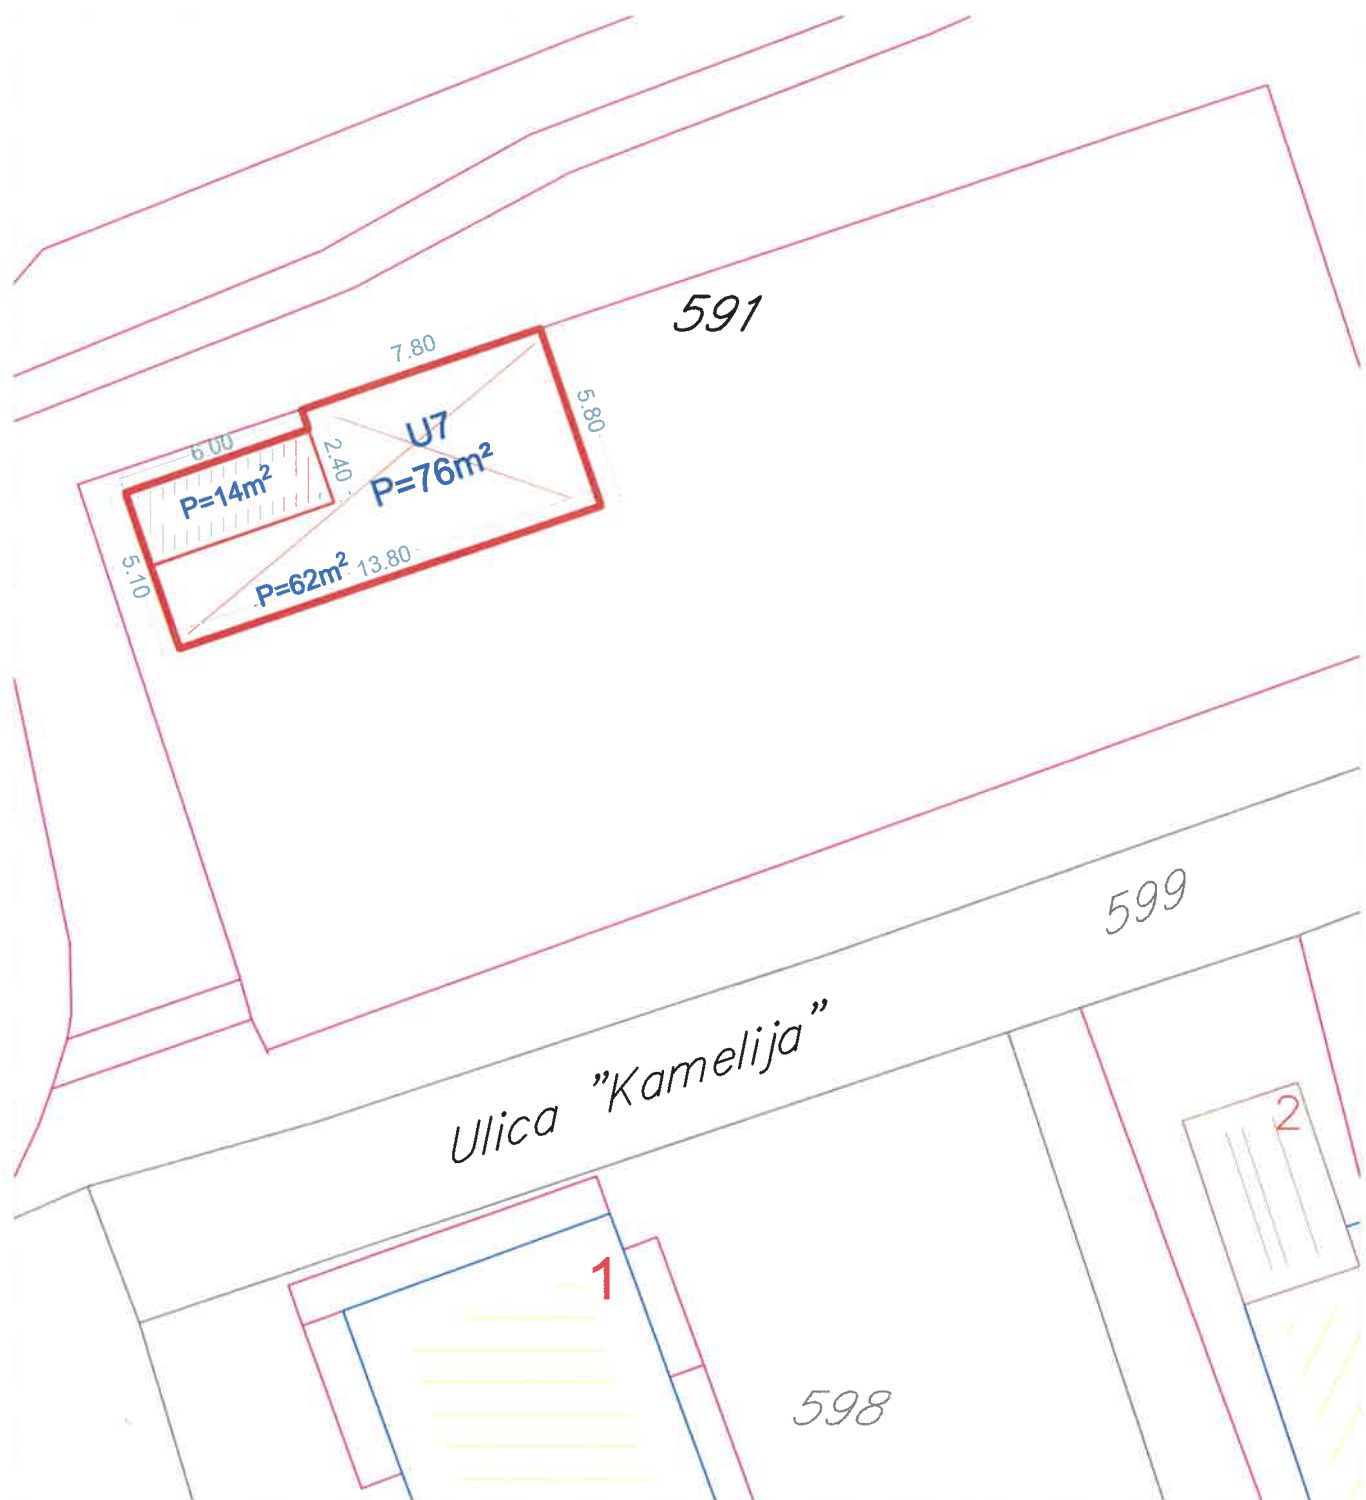 591
7.80
5.80
U7
6.00
2.40
P=76m²
P=14m²
5.10
P=62m²
13.80
599
Ulica "Kamelija"
2
1
598